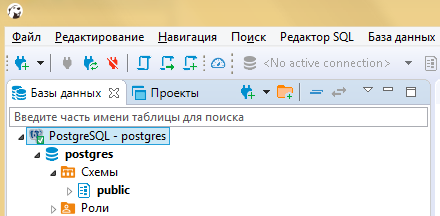 Файл Редактирование Навигация Поиск Редактор SQL База данных
<No active connection>
Базы данных Проекты
Введите часть имени таблицы для поиска
PostgreSQL - postgres
postgres
Схемы
public
Роли